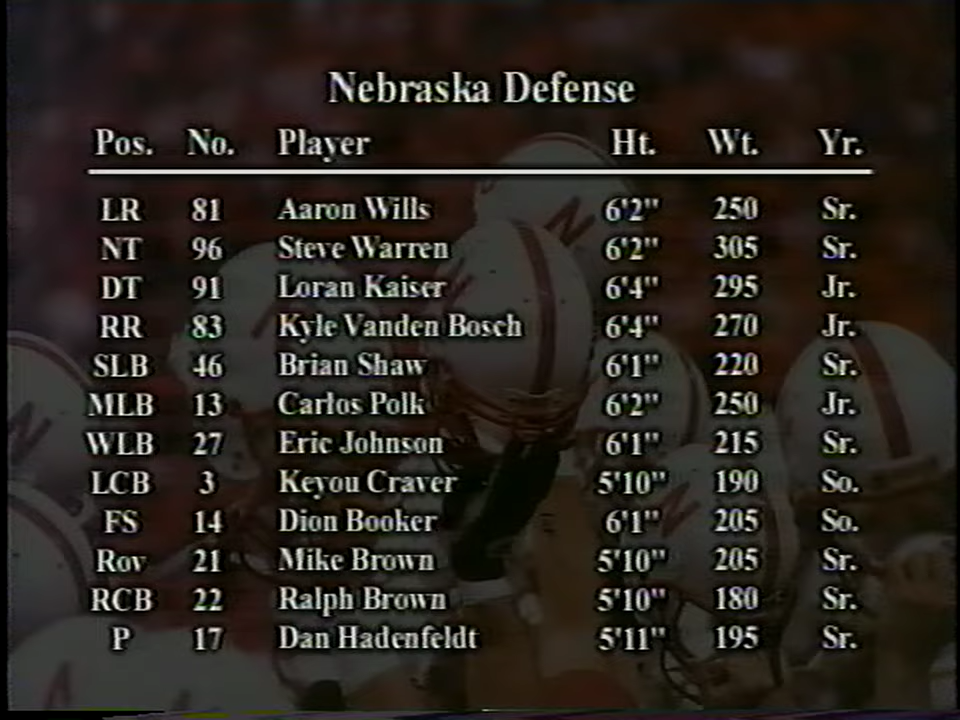 Nebraska Defense
Pos. No. Player Ht. Wt. Yr.
LR 81 Aaron Wills 6'2" 250 Sr.
NT 96 Steve Warren 6'2" 305 Sr.
DT 91 Loran Kaiser 6'4" 295 Jr.
RR 83 Kyle Vanden Bosch 6'4" 270 Jr.
SLB 46 Brian Shaw 6'1" 220 Sr.
MLB 13 Carlos Polk 6'2" 250 Jr.
WLB 27 Eric Johnson 6'1" 215 Sr.
LCB 3 Keyou Craver 5'10" 190 So.
FS 14 Dion Booker 6'1" 205 So.
Rov 21 Mike Brown 5'10" 205 Sr.
RCB 22 Ralph Brown 5'10" 180 Sr.
P 17 Dan Hadenfeldt 5'11" 195 Sr.